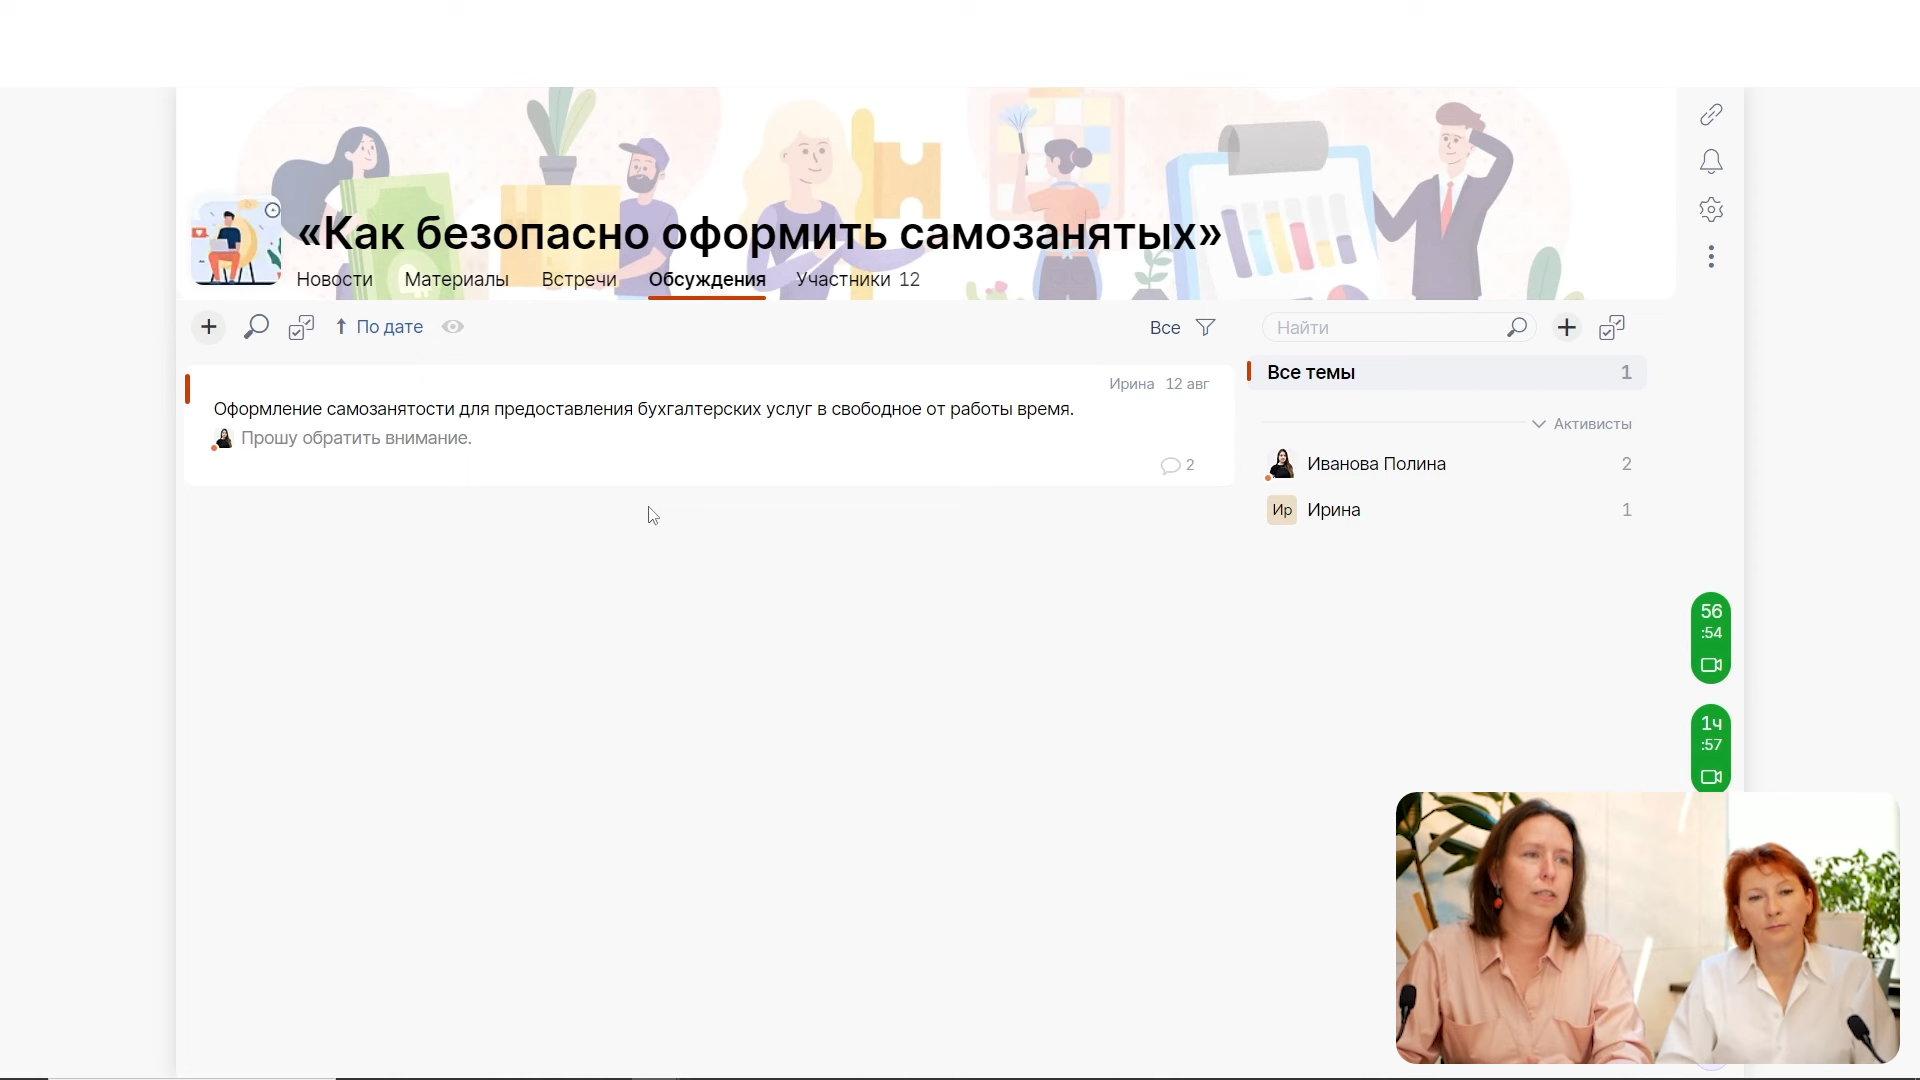 «Как безопасно оформить самозанятых»
Новости Материалы Встречи Обсуждения Участники 12
По дате
Все
Найти
Ирина 12 авг
Оформление самозанятости для предоставления бухгалтерских услуг в свободное от работы время.
Прошу обратить внимание.
2
Все темы 1
Активисты
Иванова Полина 2
Ир Ирина 1
56
:54
1ч
:57